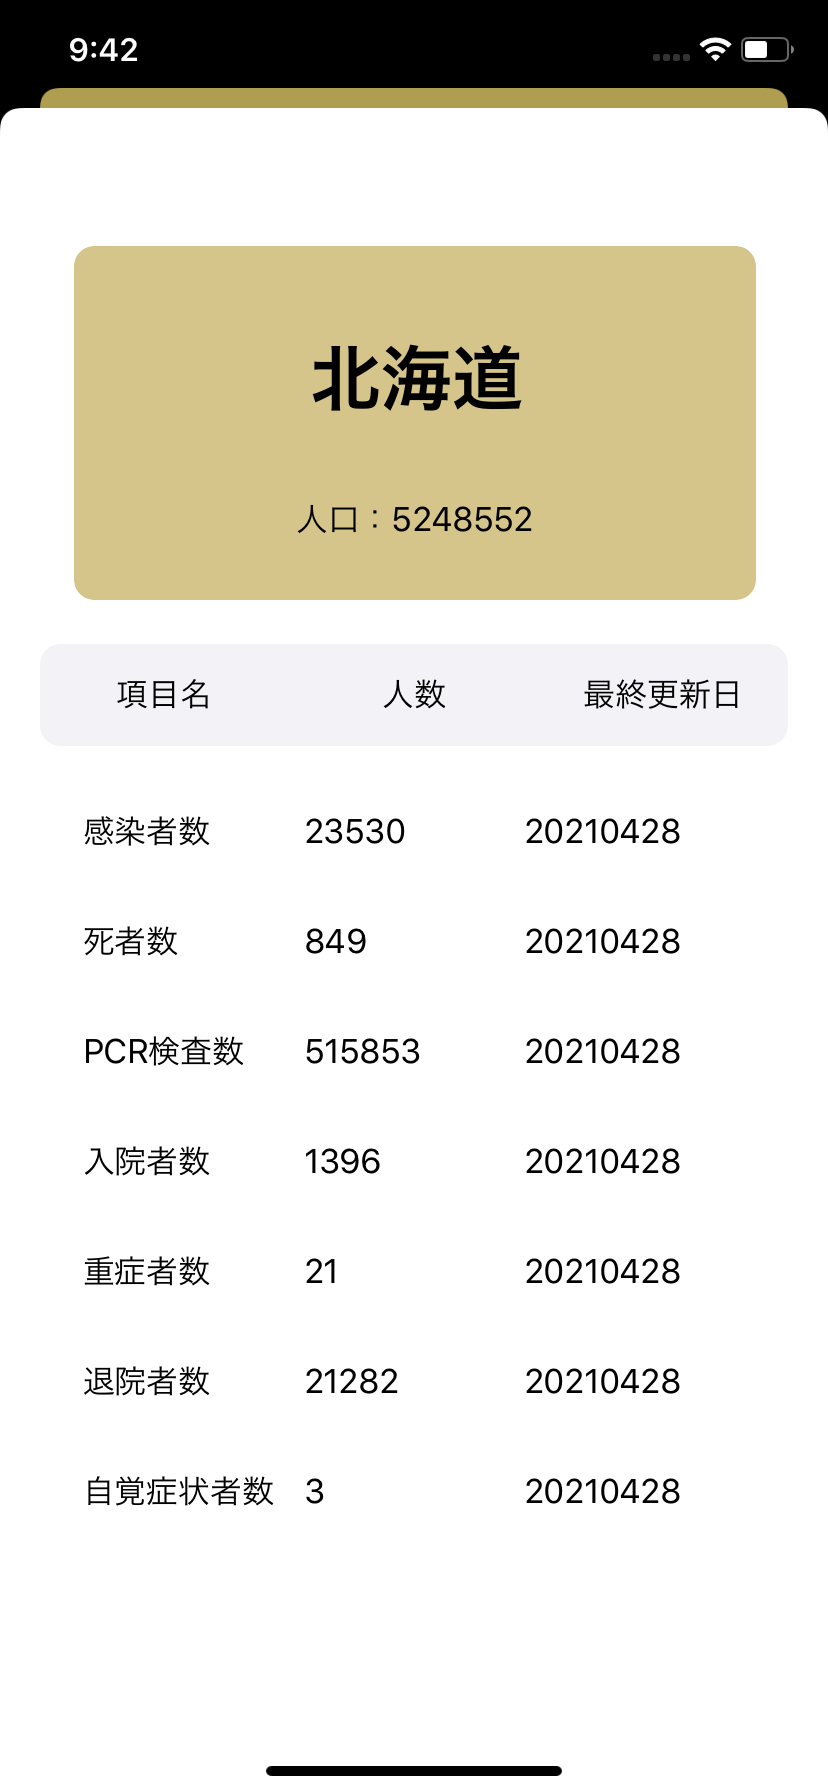 9:42
北海道
人口：5248552
項目名 人数 最終更新日
感染者数 23530 20210428
死者数 849 20210428
PCR検査数 515853 20210428
入院者数 1396 20210428
重症者数 21 20210428
退院者数 21282 20210428
自覚症状者数 3 20210428